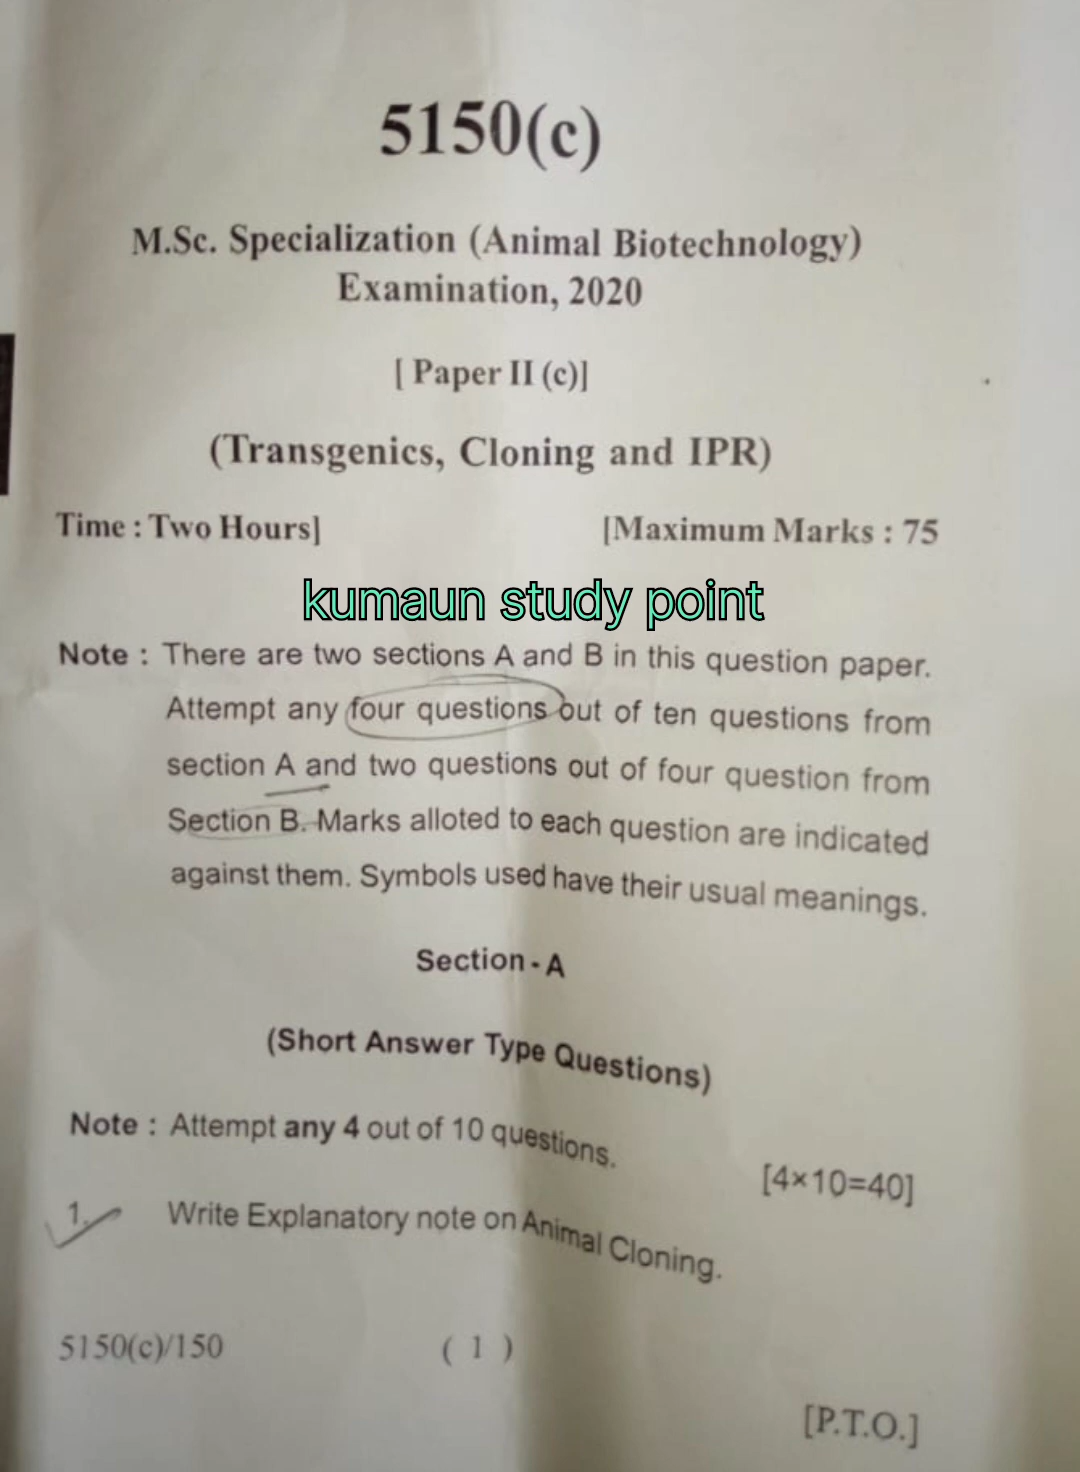 5150(c)
M.Sc. Specialization (Animal Biotechnology)
Examination, 2020
[ Paper II (c)]
(Transgenics, Cloning and IPR)
Time : Two Hours] [Maximum Marks : 75
kumaun study point
Note : There are two sections A and B in this question paper.
Attempt any four questions out of ten questions from
section A and two questions out of four question from
Section B. Marks alloted to each question are indicated
against them. Symbols used have their usual meanings.
Section - A
(Short Answer Type Questions)
Note : Attempt any 4 out of 10 questions.
[4×10=40]
1. Write Explanatory note on Animal Cloning.
5150(c)/150 ( 1 )
[P.T.O.]